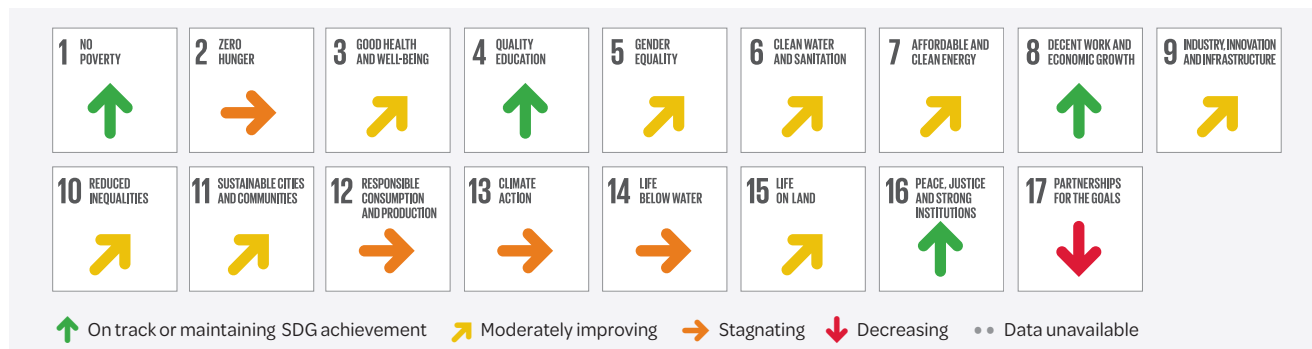 1 NO
POVERTY
2 ZERO
HUNGER
3 GOOD HEALTH
AND WELL-BEING
4 QUALITY
EDUCATION
5 GENDER
EQUALITY
6 CLEAN WATER
AND SANITATION
7 AFFORDABLE AND
CLEAN ENERGY
8 DECENT WORK AND
ECONOMIC GROWTH
9 INDUSTRY, INNOVATION
AND INFRASTRUCTURE
10 REDUCED
INEQUALITIES
11 SUSTAINABLE CITIES
AND COMMUNITIES
12 RESPONSIBLE
CONSUMPTION
AND PRODUCTION
13 CLIMATE
ACTION
14 LIFE
BELOW WATER
15 LIFE
ON LAND
16 PEACE, JUSTICE
AND STRONG
INSTITUTIONS
17 PARTNERSHIPS
FOR THE GOALS
On track or maintaining SDG achievement Moderately improving Stagnating Decreasing Data unavailable